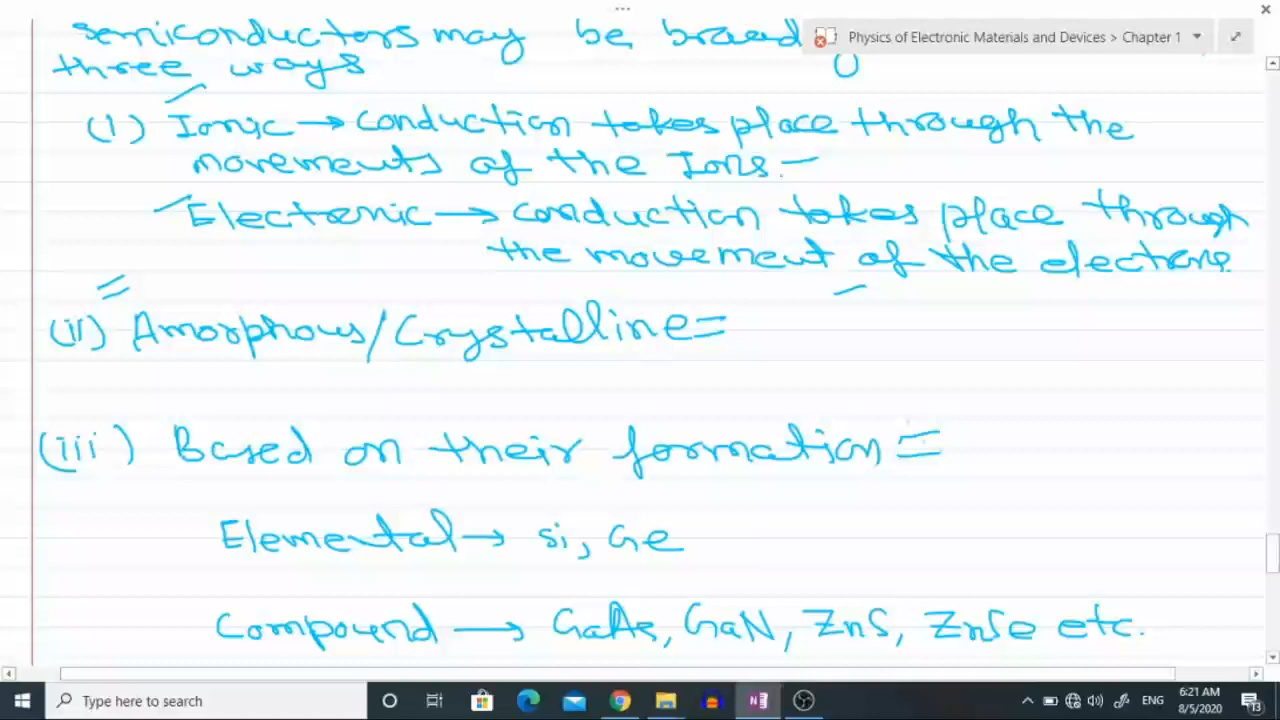 semiconductors may be broad
Physics of Electronic Materials and Devices > Chapter 1
three ways
(i) Ionic → conduction takes place through the
movements of the Ions.
Electronic → conduction takes place through
the movement of the electrons
(ii) Amorphous/Crystalline =
(iii) Based on their formation =
Elemental → si, Ge
Compound → GaAs, GaN, ZnS, ZnSe etc.
Type here to search
ENG
6:21 AM
8/5/2020
13